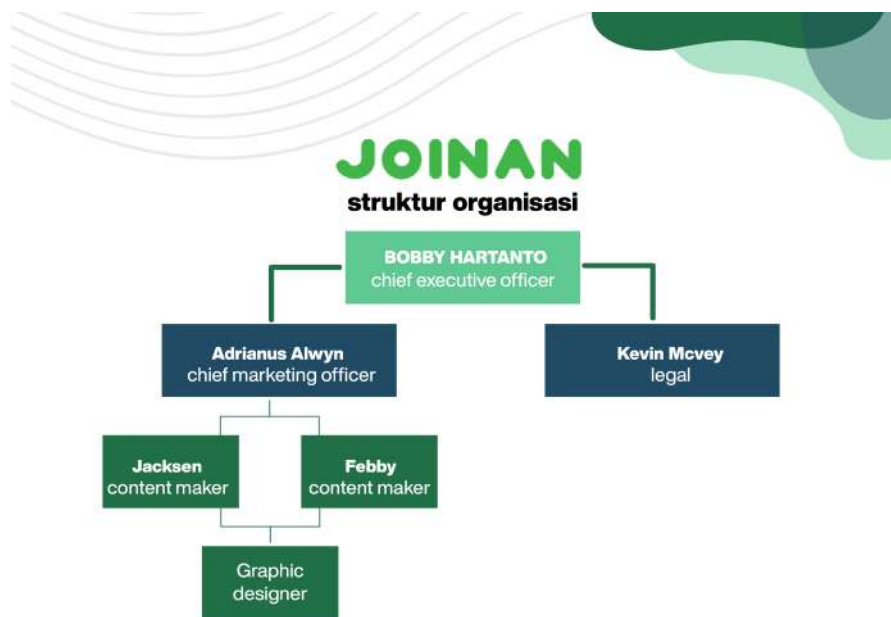 JOINAN
struktur organisasi
BOBBY HARTANTO
chief executive officer
Adrianus Alwyn
chief marketing officer
Kevin Mcvey
legal
Jacksen
content maker
Febby
content maker
Graphic
designer